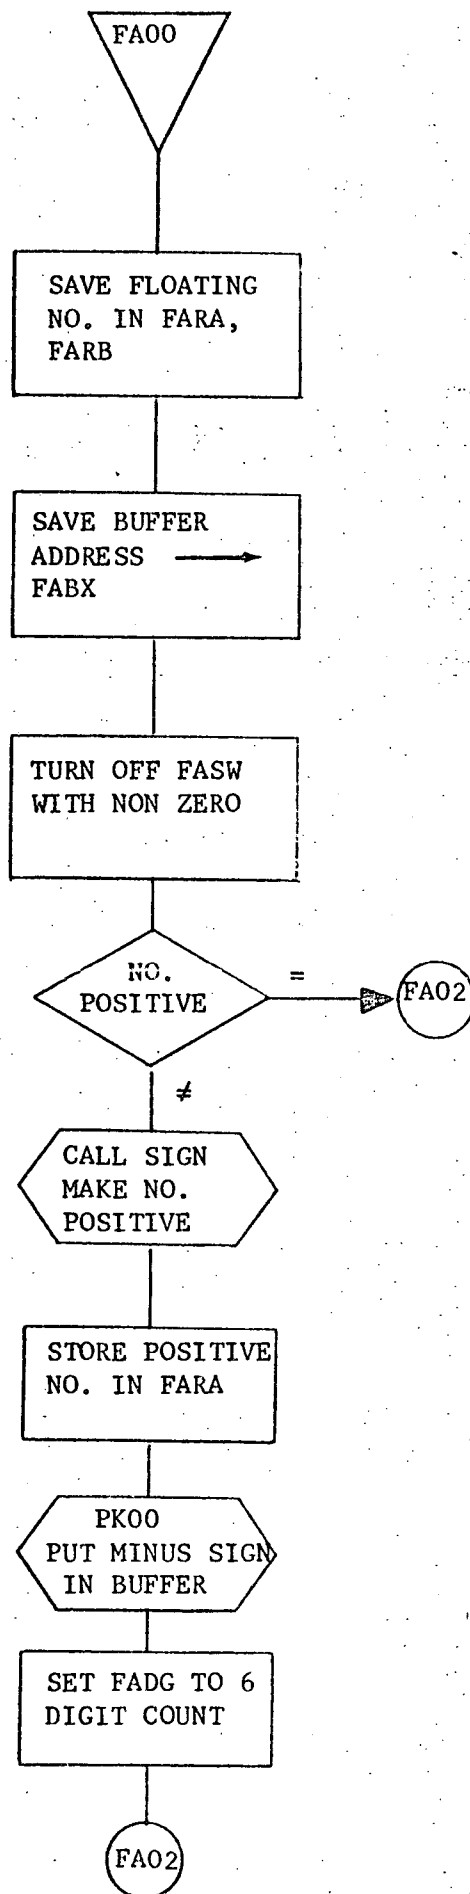 FA00
SAVE FLOATING
NO. IN FARA,
FARB
SAVE BUFFER
ADDRESS →
FABX
TURN OFF FASW
WITH NON ZERO
NO.
POSITIVE
=
FA02
≠
CALL SIGN
MAKE NO.
POSITIVE
STORE POSITIVE
NO. IN FARA
PK00
PUT MINUS SIGN
IN BUFFER
SET FADG TO 6
DIGIT COUNT
FA02